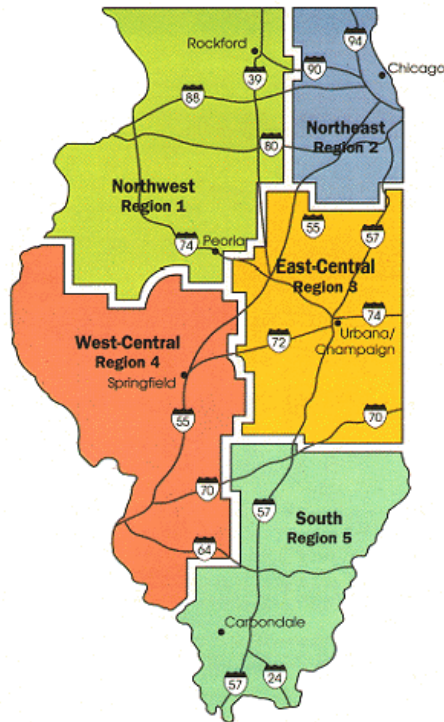 94
Rockford
90
Chicago
39
88
Northeast
Region 2
80
Northwest
Region 1
55
57
74
Peoria
East-Central
Region 3
74
West-Central
Region 4
72
Urbana/
Champaign
Springfield
55
70
70
57
South
Region 5
64
Carbondale
57
24